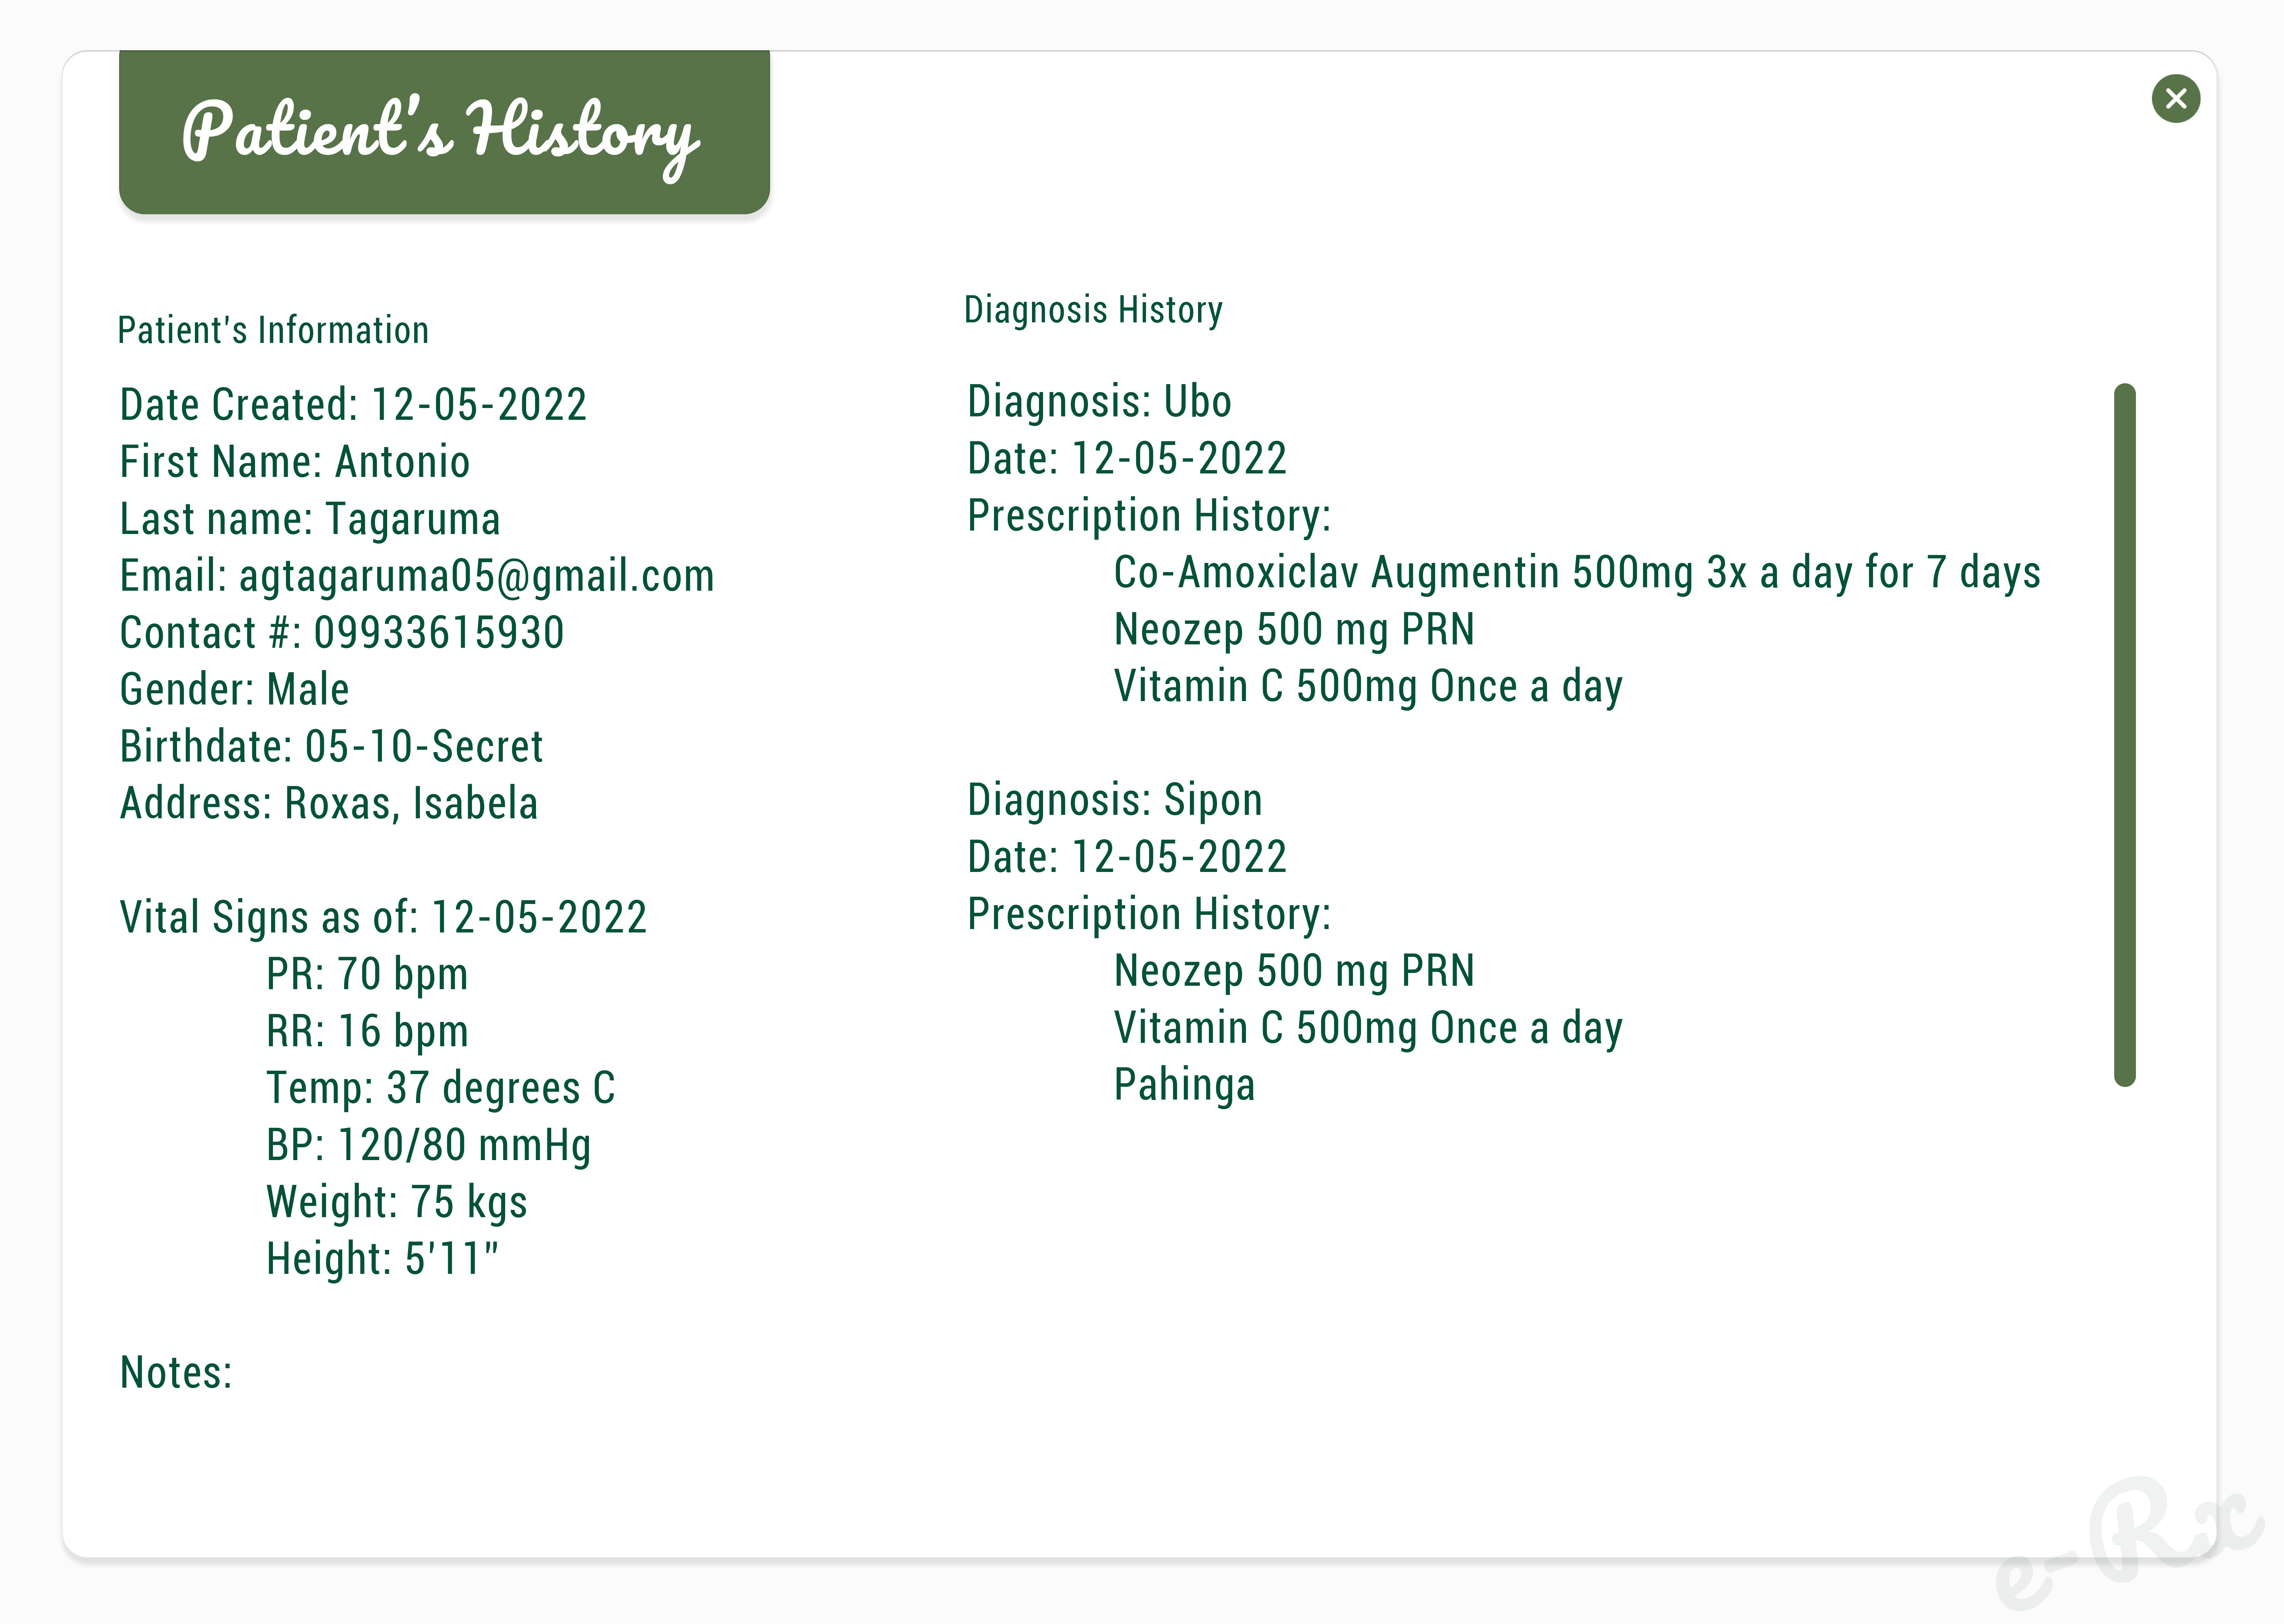 Patient's History
Patient's Information
Date Created: 12-05-2022
First Name: Antonio
Last name: Tagaruma
Email: agtagaruma05@gmail.com
Contact #: 09933615930
Gender: Male
Birthdate: 05-10-Secret
Address: Roxas, Isabela
Vital Signs as of: 12-05-2022
PR: 70 bpm
RR: 16 bpm
Temp: 37 degrees C
BP: 120/80 mmHg
Weight: 75 kgs
Height: 5'11"
Notes:
Diagnosis History
Diagnosis: Ubo
Date: 12-05-2022
Prescription History:
Co-Amoxiclav Augmentin 500mg 3x a day for 7 days
Neozep 500 mg PRN
Vitamin C 500mg Once a day
Diagnosis: Sipon
Date: 12-05-2022
Prescription History:
Neozep 500 mg PRN
Vitamin C 500mg Once a day
Pahinga
e-Rx